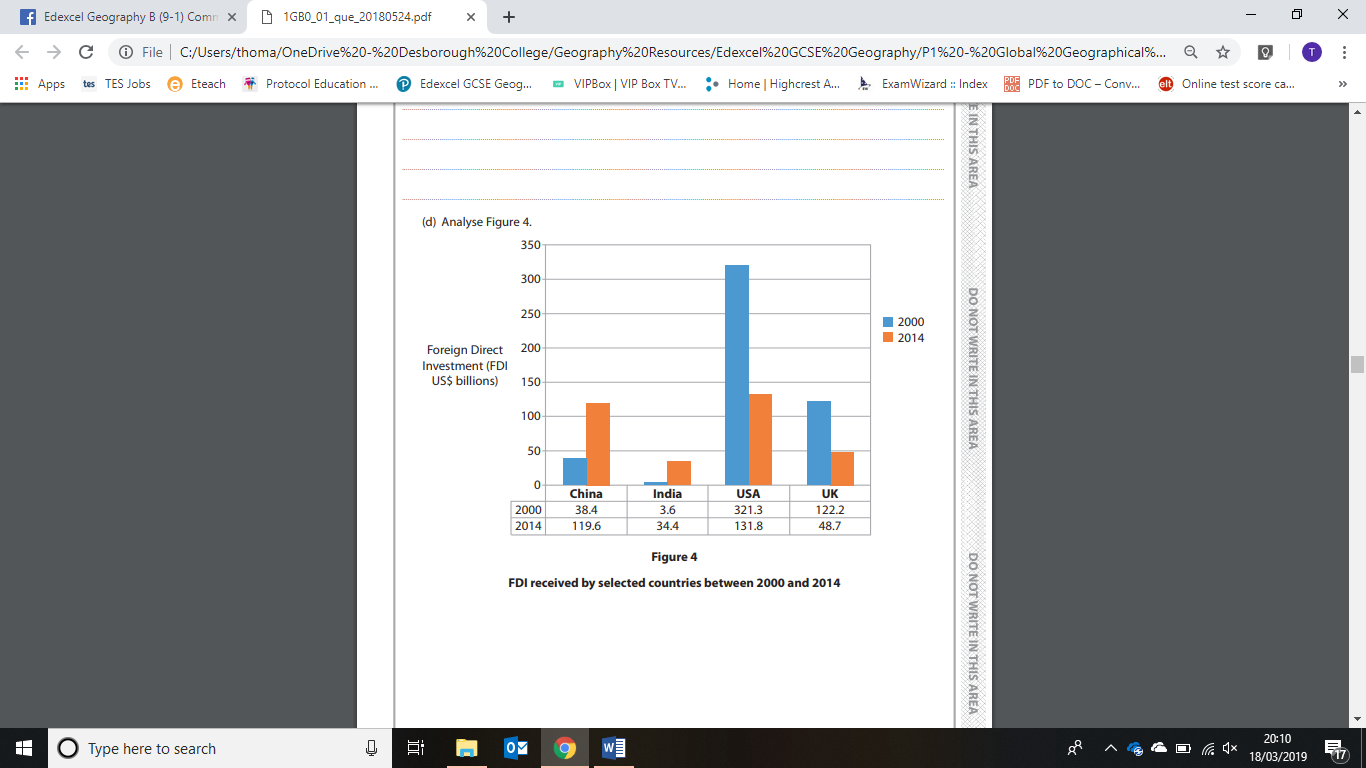 Edexcel Geography B (9-1) Comm
1GB0_01_que_20180524.pdf
File | C:/Users/thoma/OneDrive%20-%20Desborough%20College/Geography%20Resources/Edexcel%20GCSE%20Geography/P1%20-%20Global%20Geographical%...
T
Apps
tes TES Jobs
Eteach
Protocol Education ...
Edexcel GCSE Geog...
VIPBox | VIP Box TV...
Home | Highcrest A...
ExamWizard :: Index
PDF to DOC – Conv...
elt Online test score ca...
»
(d) Analyse Figure 4.
350
300
250
200
150
100
50
0
Foreign Direct
Investment (FDI
US$ billions)
2000
2014
China India USA UK
2000 38.4 3.6 321.3 122.2
2014 119.6 34.4 131.8 48.7
Figure 4
FDI received by selected countries between 2000 and 2014
E IN THIS AREA
DO NOT WRITE IN THIS AREA
DO NOT WRITE IN THIS AREA
Type here to search
20:10
18/03/2019
17